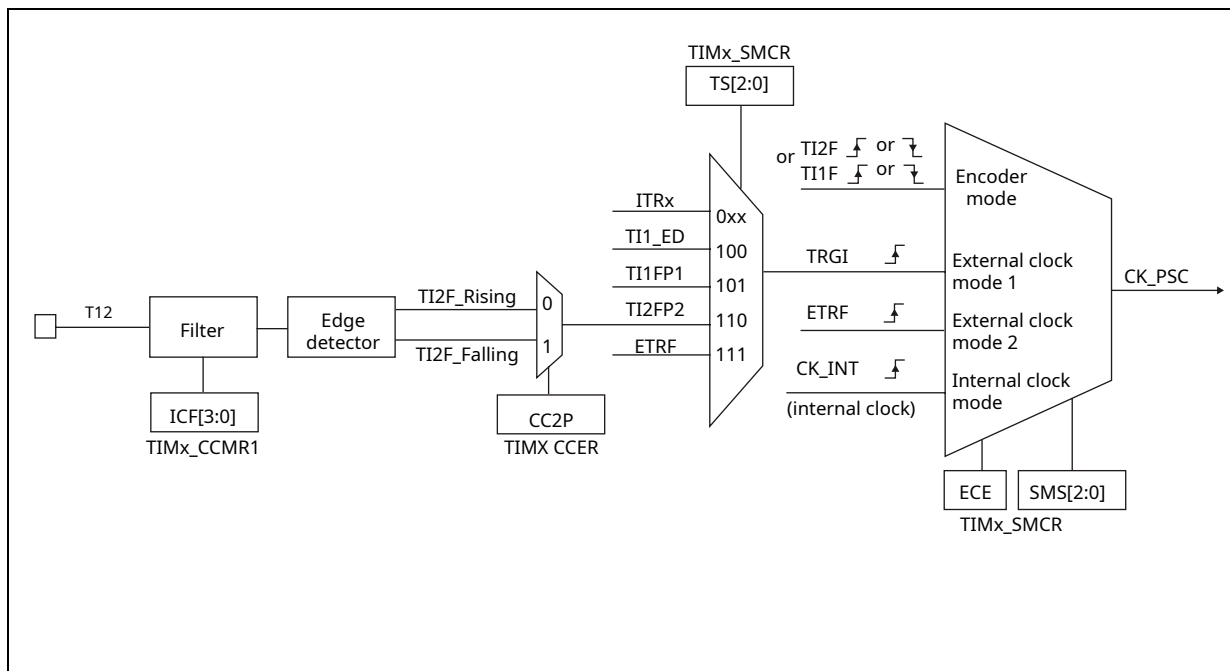 TIMx_SMCR
TS[2:0]
or TI2F or
TI1F or
Encoder
mode
ITRx
0xx
TI1_ED
100
TRGI
External clock
mode 1
TI1FP1
101
CK_PSC
TI2F_Rising
0
TI2FP2
110
ETRF
External clock
mode 2
T12
Filter
Edge
detector
1
TI2F_Falling
ETRF
111
CK_INT
(internal clock)
Internal clock
mode
ICF[3:0]
TIMx_CCMR1
CC2P
TIMX CCER
ECE
SMS[2:0]
TIMx_SMCR